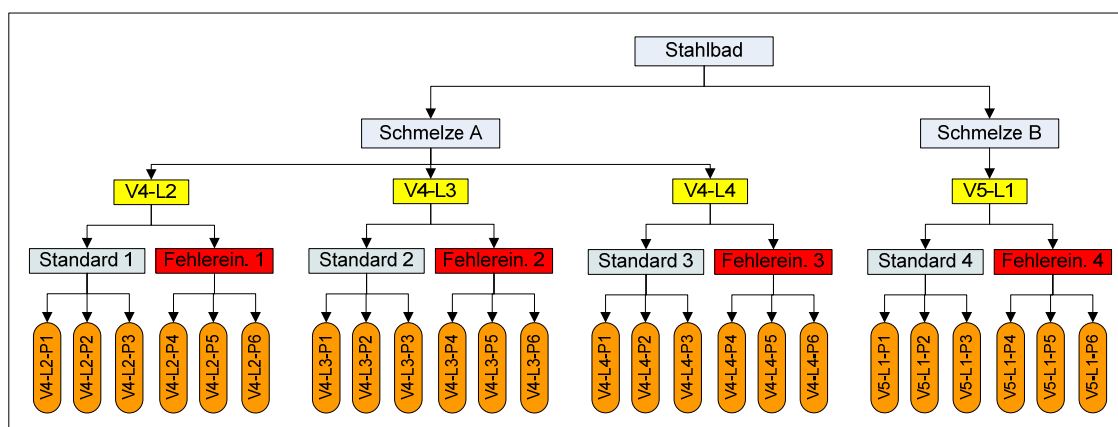 Stahlbad
Schmelze A
Schmelze B
V4-L2
V4-L3
V4-L4
V5-L1
Standard 1
Fehlerein. 1
Standard 2
Fehlerein. 2
Standard 3
Fehlerein. 3
Standard 4
Fehlerein. 4
V4-L2-P1
V4-L2-P2
V4-L2-P3
V4-L2-P4
V4-L2-P5
V4-L2-P6
V4-L3-P1
V4-L3-P2
V4-L3-P3
V4-L3-P4
V4-L3-P5
V4-L3-P6
V4-L4-P1
V4-L4-P2
V4-L4-P3
V4-L4-P4
V4-L4-P5
V4-L4-P6
V5-L1-P1
V5-L1-P2
V5-L1-P3
V5-L1-P4
V5-L1-P5
V5-L1-P6